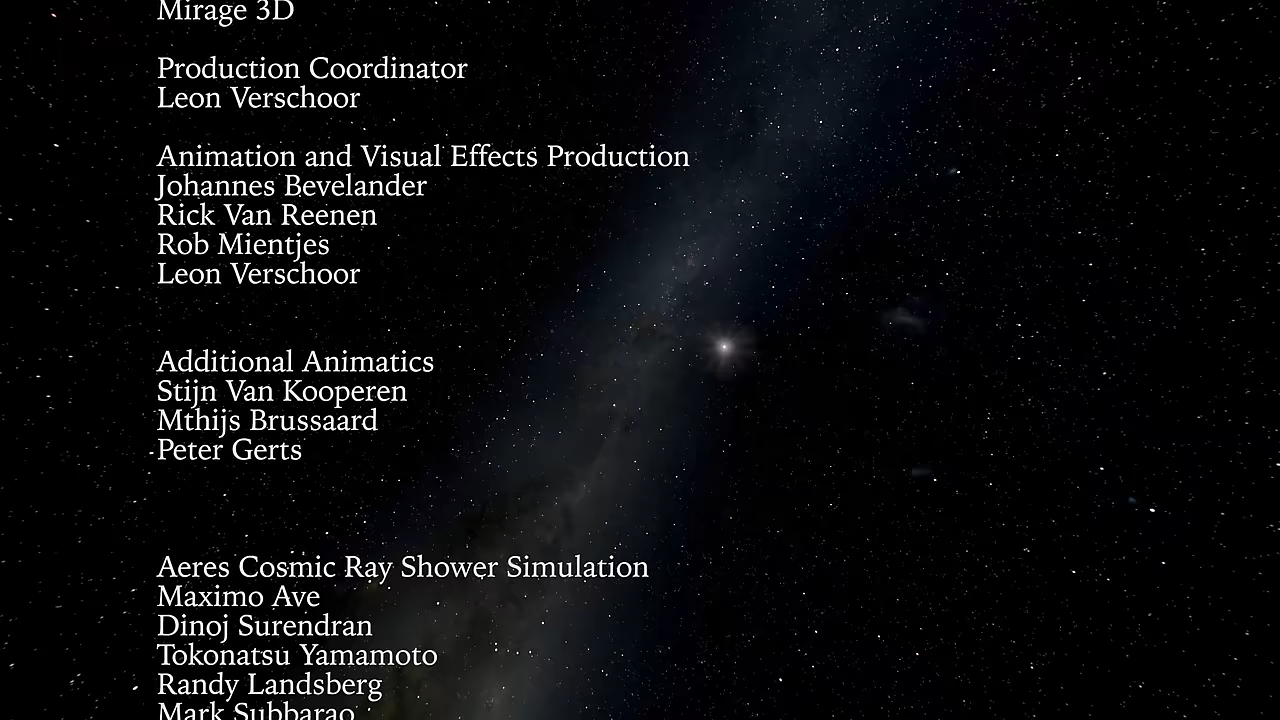 Mirage 3D
Production Coordinator
Leon Verschoor
Animation and Visual Effects Production
Johannes Bevelander
Rick Van Reenen
Rob Mientjes
Leon Verschoor
Additional Animatics
Stijn Van Kooperen
Mthijs Brussaard
Peter Gerts
Aeres Cosmic Ray Shower Simulation
Maximo Ave
Dinoj Surendran
Tokonatsu Yamamoto
Randy Landsberg
Mark Subbarao